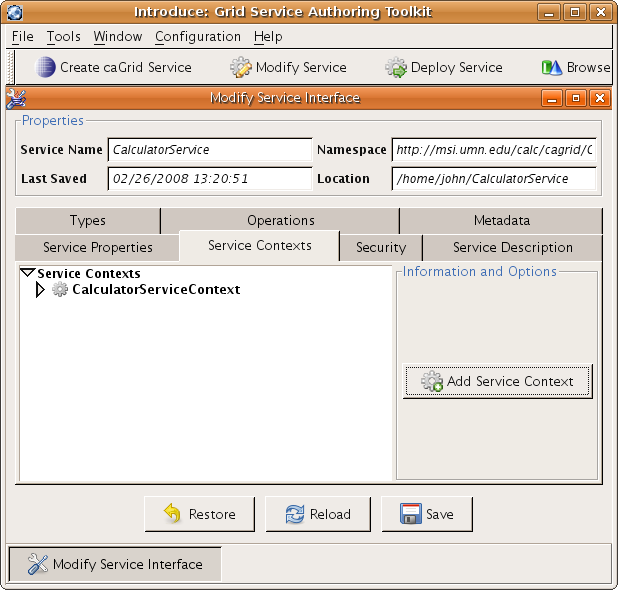 Introduce: Grid Service Authoring Toolkit
File Tools Window Configuration Help
Create caGrid Service Modify Service Deploy Service Browse
Modify Service Interface
Properties
Service Name CalculatorService Namespace http://msi.umn.edu/calc/cagrid/C
Last Saved 02/26/2008 13:20:51 Location /home/john/CalculatorService
Types Operations Metadata
Service Properties Service Contexts Security Service Description
Service Contexts
CalculatorServiceContext
Information and Options
Add Service Context
Restore Reload Save
Modify Service Interface